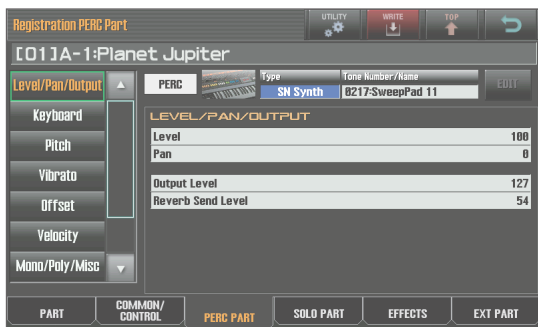 Registration PERC Part
UTILITY
WRITE
TOP
[01]A-1:Planet Jupiter
Level/Pan/Output
PERC
Type
SN Synth
Tone Number/Name
0217:SweepPad 11
EDIT
Keyboard
Pitch
Vibrato
Offset
Velocity
Mono/Poly/Misc
LEVEL/PAN/OUTPUT
Level 100
Pan 0
Output Level 127
Reverb Send Level 54
PART
COMMON/
CONTROL
PERC PART
SOLO PART
EFFECTS
EXT PART